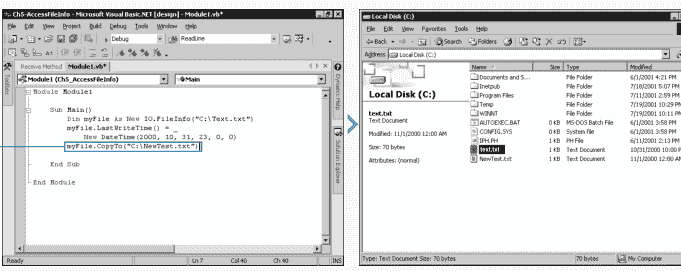 Ch5-AccessFileInfo - Microsoft Visual Basic.NET [design] - Module1.vb*
File Edit View Project Build Debug Tools Window Help
Debug ReadLine
Receive Method Module1.vb*
Module1 (Ch5_AccessFileInfo) Main
Module Module1
Sub Main()
Dim myFile As New IO.FileInfo("C:\Text.txt")
myFile.LastWriteTime() = _
New DateTime(2000, 10, 31, 23, 0, 0)
myFile.CopyTo("C:\NewTest.txt")
End Sub
End Module
Toolbox
Dynamic Help
Solution Explorer
Ready Ln 7 Col 40 Ch 40 INS
Local Disk (C:)
File Edit View Favorites Tools Help
Back Search Folders
Address Local Disk (C:)
Name Size Type Modified
Documents and S... File Folder 6/1/2001 4:21 PM
Inetpub File Folder 7/18/2001 5:07 PM
Program Files File Folder 7/11/2001 2:59 PM
Temp File Folder 7/19/2001 10:29 PM
WINNT File Folder 7/19/2001 10:11 PM
AUTOEXEC.BAT 0 KB MS-DOS Batch File 6/1/2001 3:58 PM
CONFIG.SYS 0 KB System file 6/1/2001 3:58 PM
IPH.PH 1 KB PH File 6/11/2001 2:13 PM
text.txt 1 KB Text Document 10/31/2000 10:00 P
NewTest.txt 1 KB Text Document 11/1/2000 12:00 AM
Local Disk (C:)
text.txt
Text Document
Modified: 11/1/2000 12:00 AM
Size: 70 bytes
Attributes: (normal)
Type: Text Document Size: 70 bytes 70 bytes My Computer